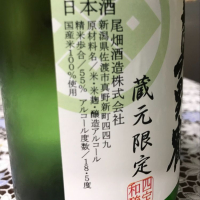 日本酒
尾畑酒造株式会社
新潟県佐渡市真野新町四四九
原材料名／米・米麹・醸造アルコール
精米歩合／55％ アルコール度数／18.5度
国産米100％使用
蔵元限定